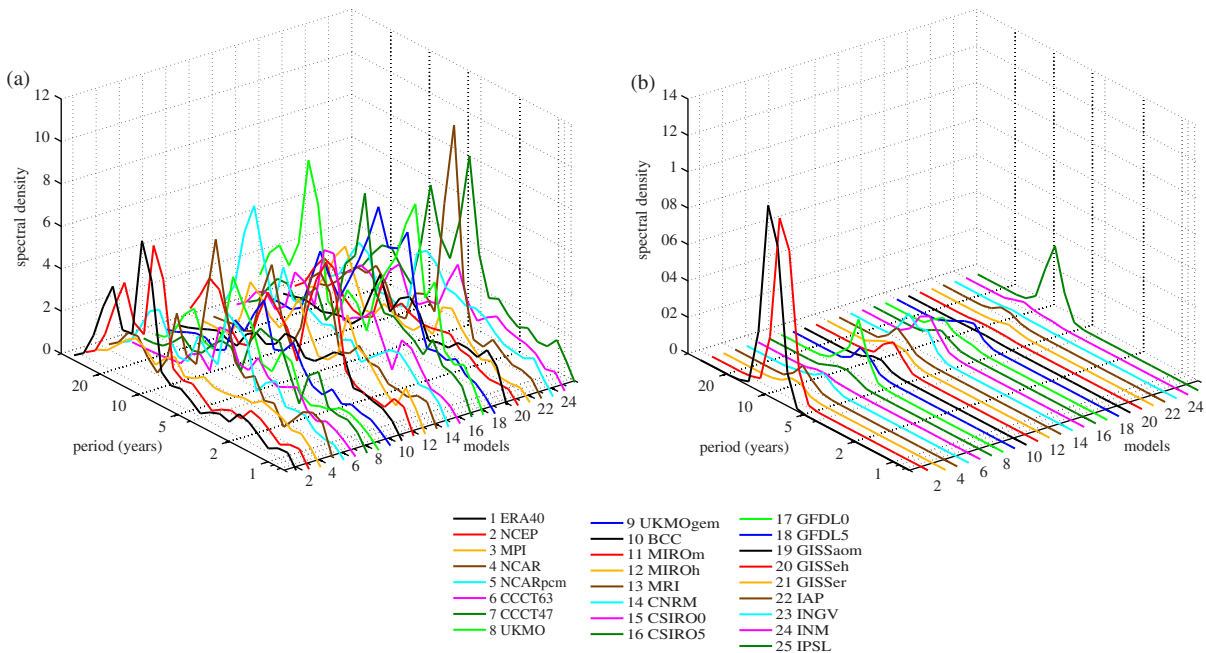 (a)
12
10
8
6
4
2
0
spectral density
20
10
5
2
1
period (years)
2
4
6
8
10
12
14
16
18
20
22
24
models
(b)
14
12
1
08
06
04
02
0
spectral density
20
10
5
2
1
period (years)
2
4
6
8
10
12
14
16
18
20
22
24
models
1 ERA40
2 NCEP
3 MPI
4 NCAR
5 NCARpcm
6 CCCT63
7 CCCT47
8 UKMO
9 UKMOgem
10 BCC
11 MIROm
12 MIROh
13 MRI
14 CNRM
15 CSIRO0
16 CSIRO5
17 GFDL0
18 GFDL5
19 GISSaom
20 GISSeh
21 GISSer
22 IAP
23 INGV
24 INM
25 IPSL